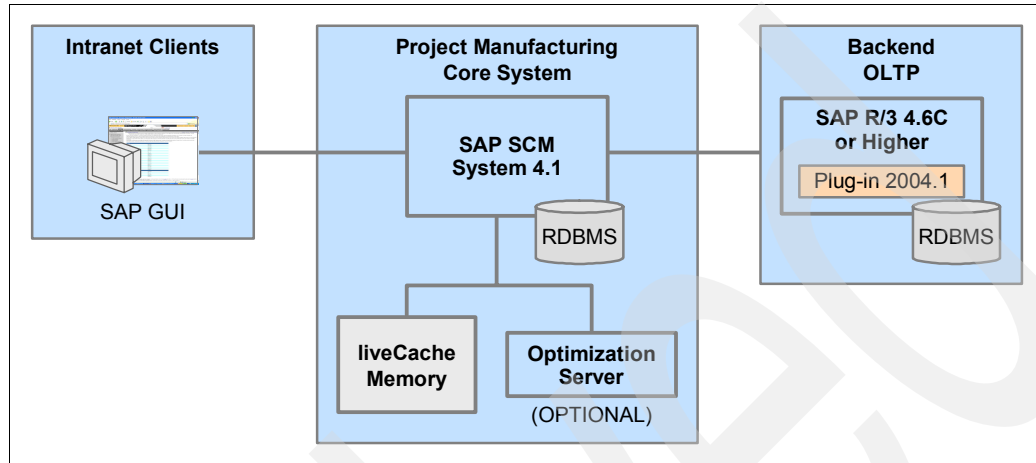 Intranet Clients
SAP GUI
Project Manufacturing
Core System
SAP SCM
System 4.1
RDBMS
liveCache
Memory
Optimization
Server
(OPTIONAL)
Backend
OLTP
SAP R/3 4.6C
or Higher
Plug-in 2004.1
RDBMS